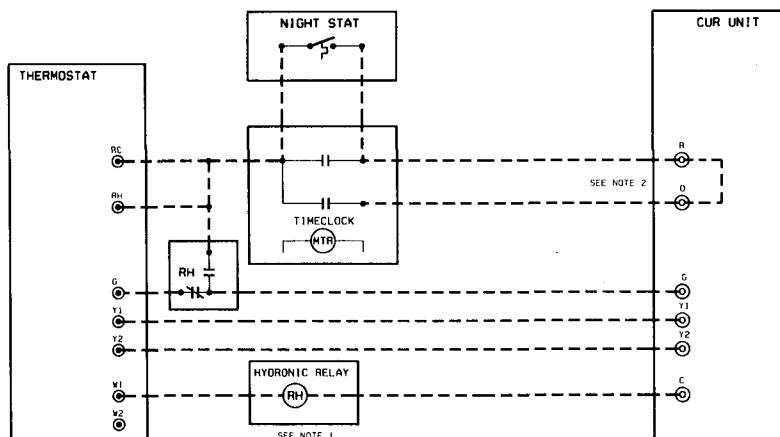 NIGHT STAT
CUR UNIT
THERMOSTAT
RC
R
SEE NOTE 2
RH
O
TIMECLOCK
MTR
RH
G
G
Y1
Y1
Y2
Y2
HYDRONIC RELAY
W1
RH
C
W2
SEE NOTE 1